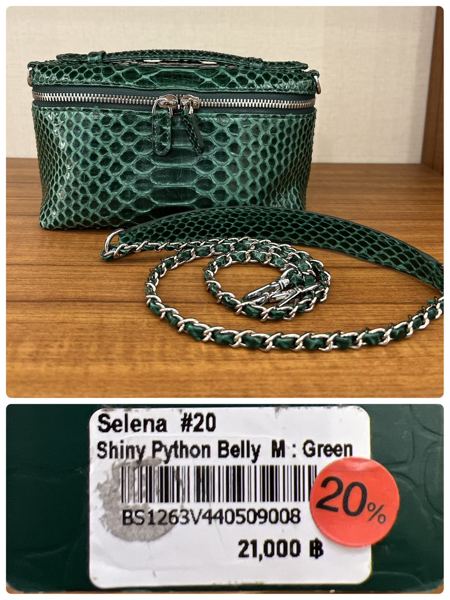 Selena #20
Shiny Python Belly M : Green
BS1263V440509008
20%
21,000 ฿